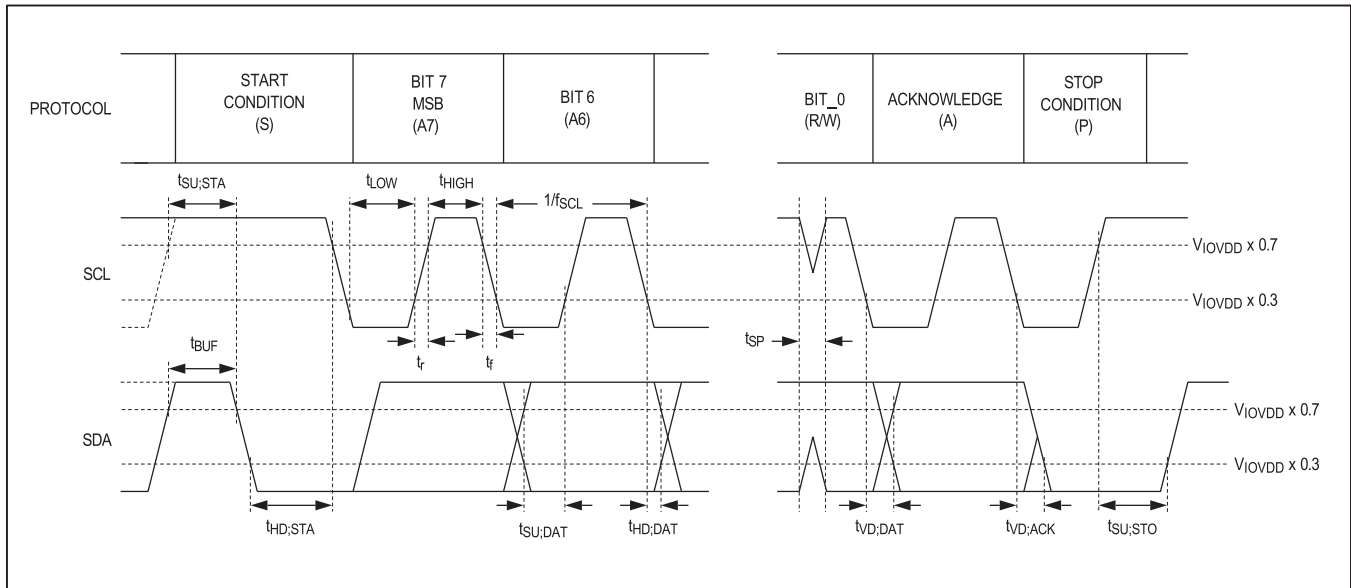 PROTOCOL
START
CONDITION
(S)
BIT 7
MSB
(A7)
BIT 6
(A6)
BIT_0
(R/W)
ACKNOWLEDGE
(A)
STOP
CONDITION
(P)
tSU;STA
tLOW
tHIGH
1/fSCL
VIOVDD x 0.7
SCL
VIOVDD x 0.3
tBUF
tr
tf
tSP
VIOVDD x 0.7
SDA
VIOVDD x 0.3
tHD;STA
tSU;DAT
tHD;DAT
tVD;DAT
tVD;ACK
tSU;STO